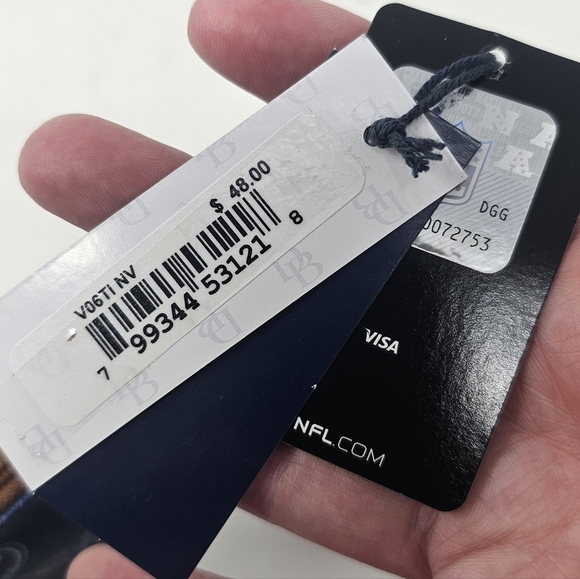 $ 48.00
V06TI NV
7 99344 53121 8
DGG
0072753
VISA
NFL.COM